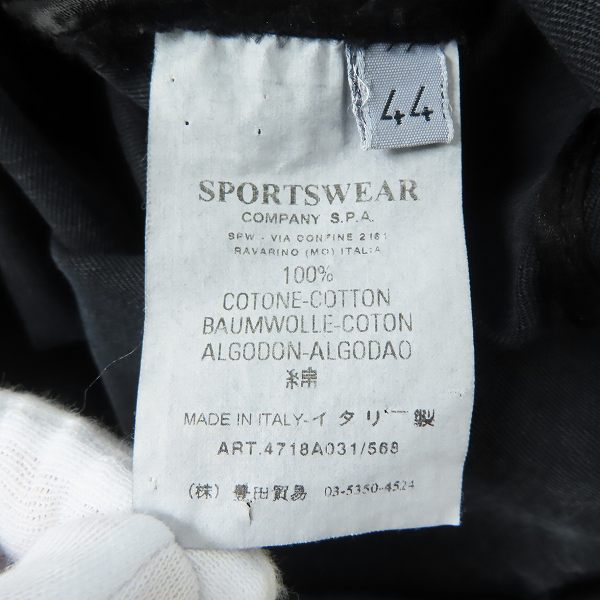 44
SPORTSWEAR
COMPANY S.P.A.
SPW - VIA CONFINE 2161
RAVARINO (MO) ITALIA
100%
COTONE-COTTON
BAUMWOLLE-COTON
ALGODON-ALGODAO
綿
MADE IN ITALY-イタリー製
ART.4718A031/569
(株) 豊田貿易 03-5350-4524